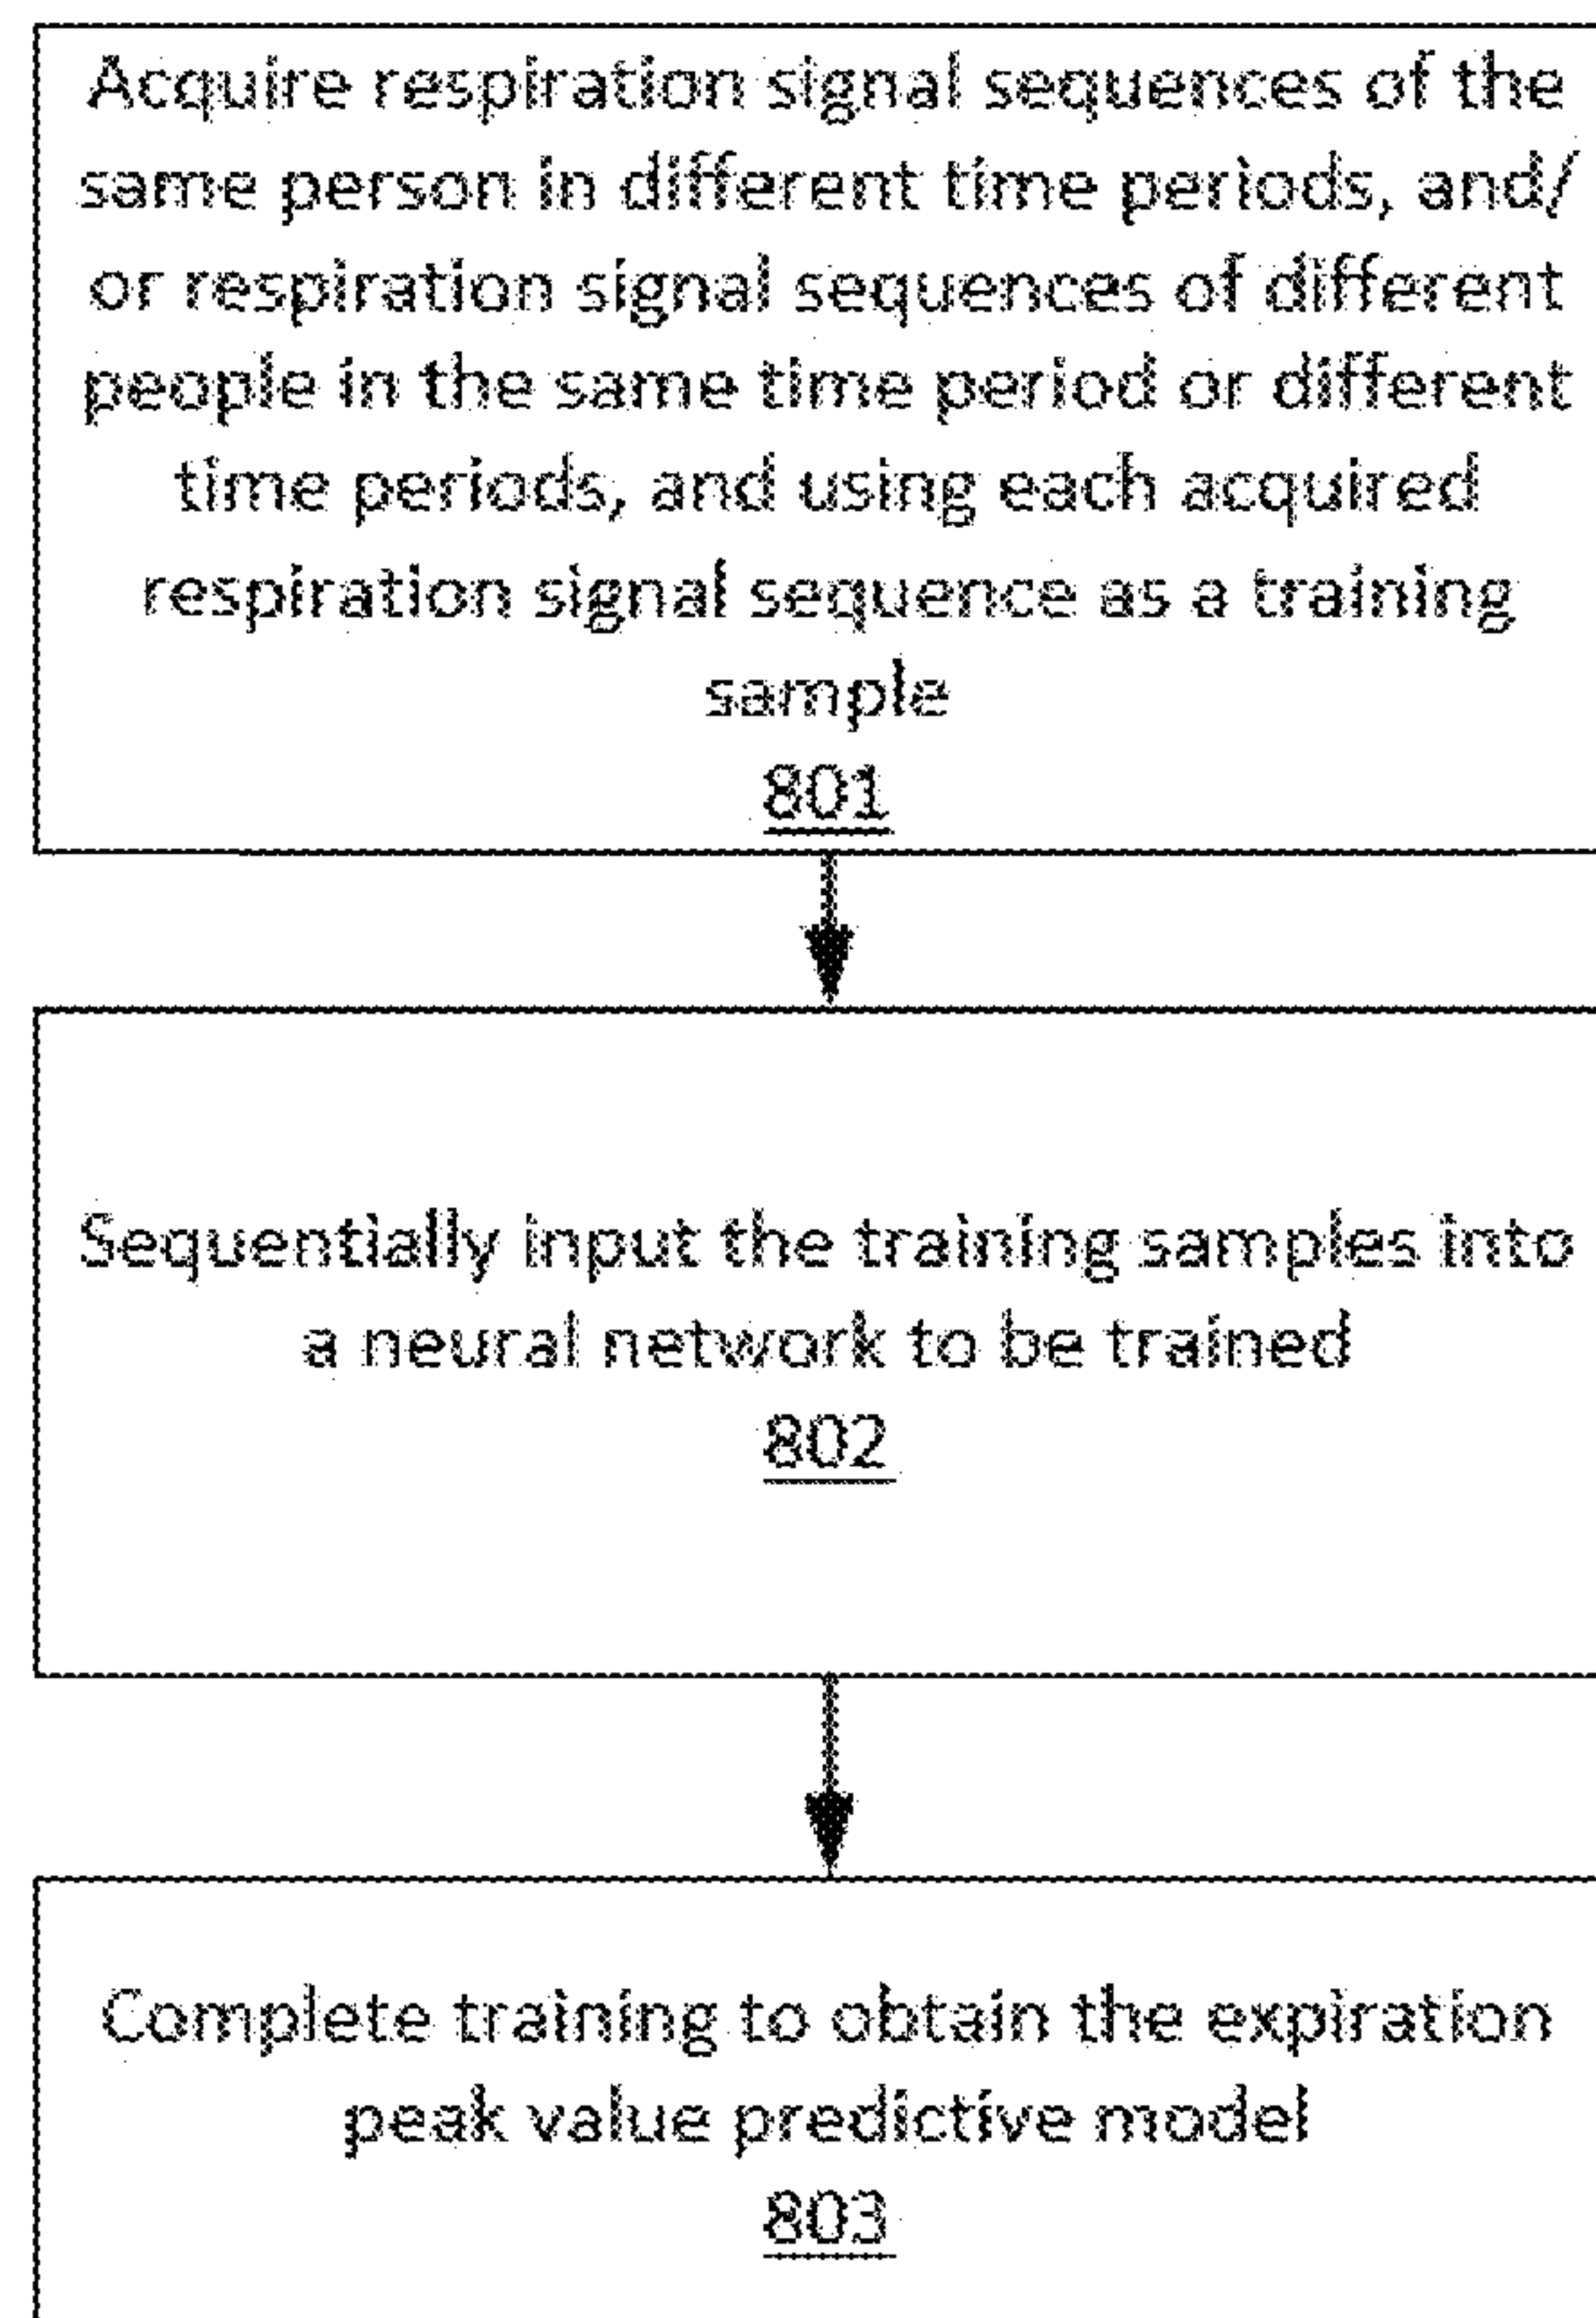 Acquire respiration signal sequences of the
same person in different time periods, and/
or respiration signal sequences of different
people in the same time period or different
time periods, and using each acquired
respiration signal sequence as a training
sample
801
Sequentially input the training samples into
a neural network to be trained
802
Complete training to obtain the expiration
peak value predictive model
803